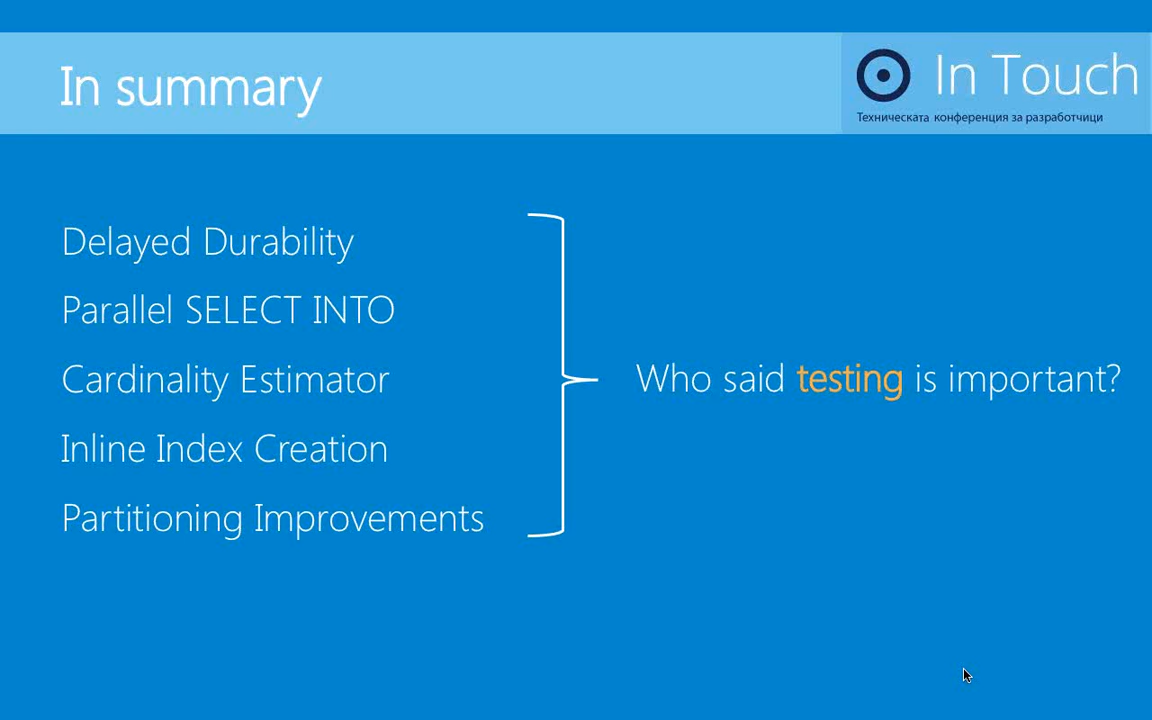 In summary
In Touch
Техническата конференция за разработчици
Delayed Durability
Parallel SELECT INTO
Cardinality Estimator
Inline Index Creation
Partitioning Improvements
Who said testing is important?